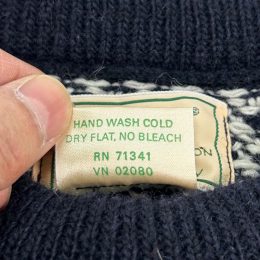 HAND WASH COLD
DRY FLAT, NO BLEACH
RN 71341
VN 02080